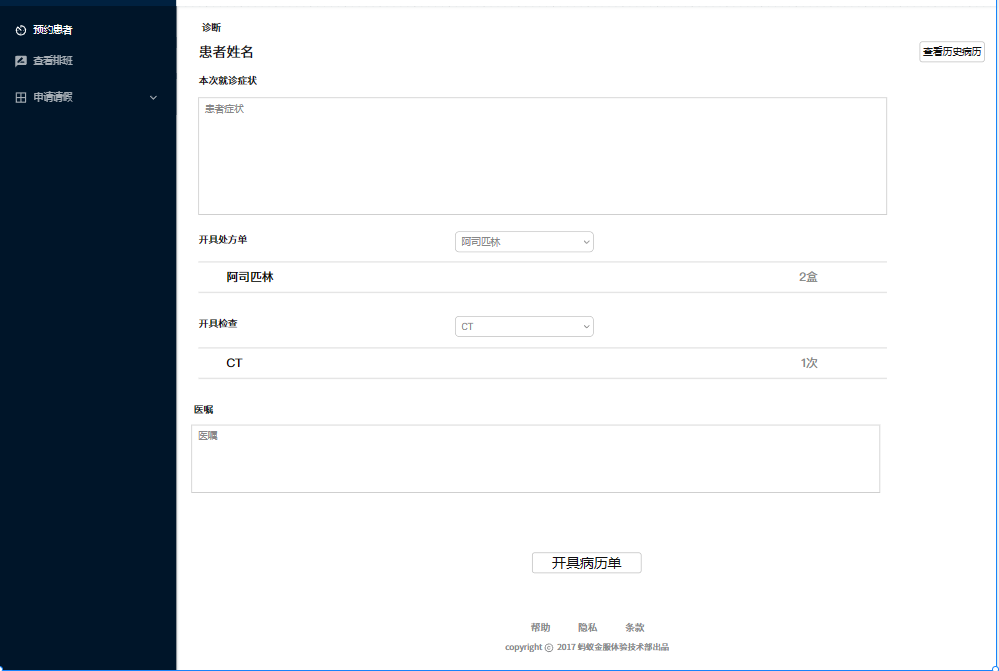 预约患者
查看排班
申请请假
诊断
患者姓名
查看历史病历
本次就诊症状
患者症状
开具处方单
阿司匹林
阿司匹林 2盒
开具检查
CT
CT 1次
医嘱
医嘱
开具病历单
帮助 隐私 条款
copyright © 2017 蚂蚁金服体验技术部出品